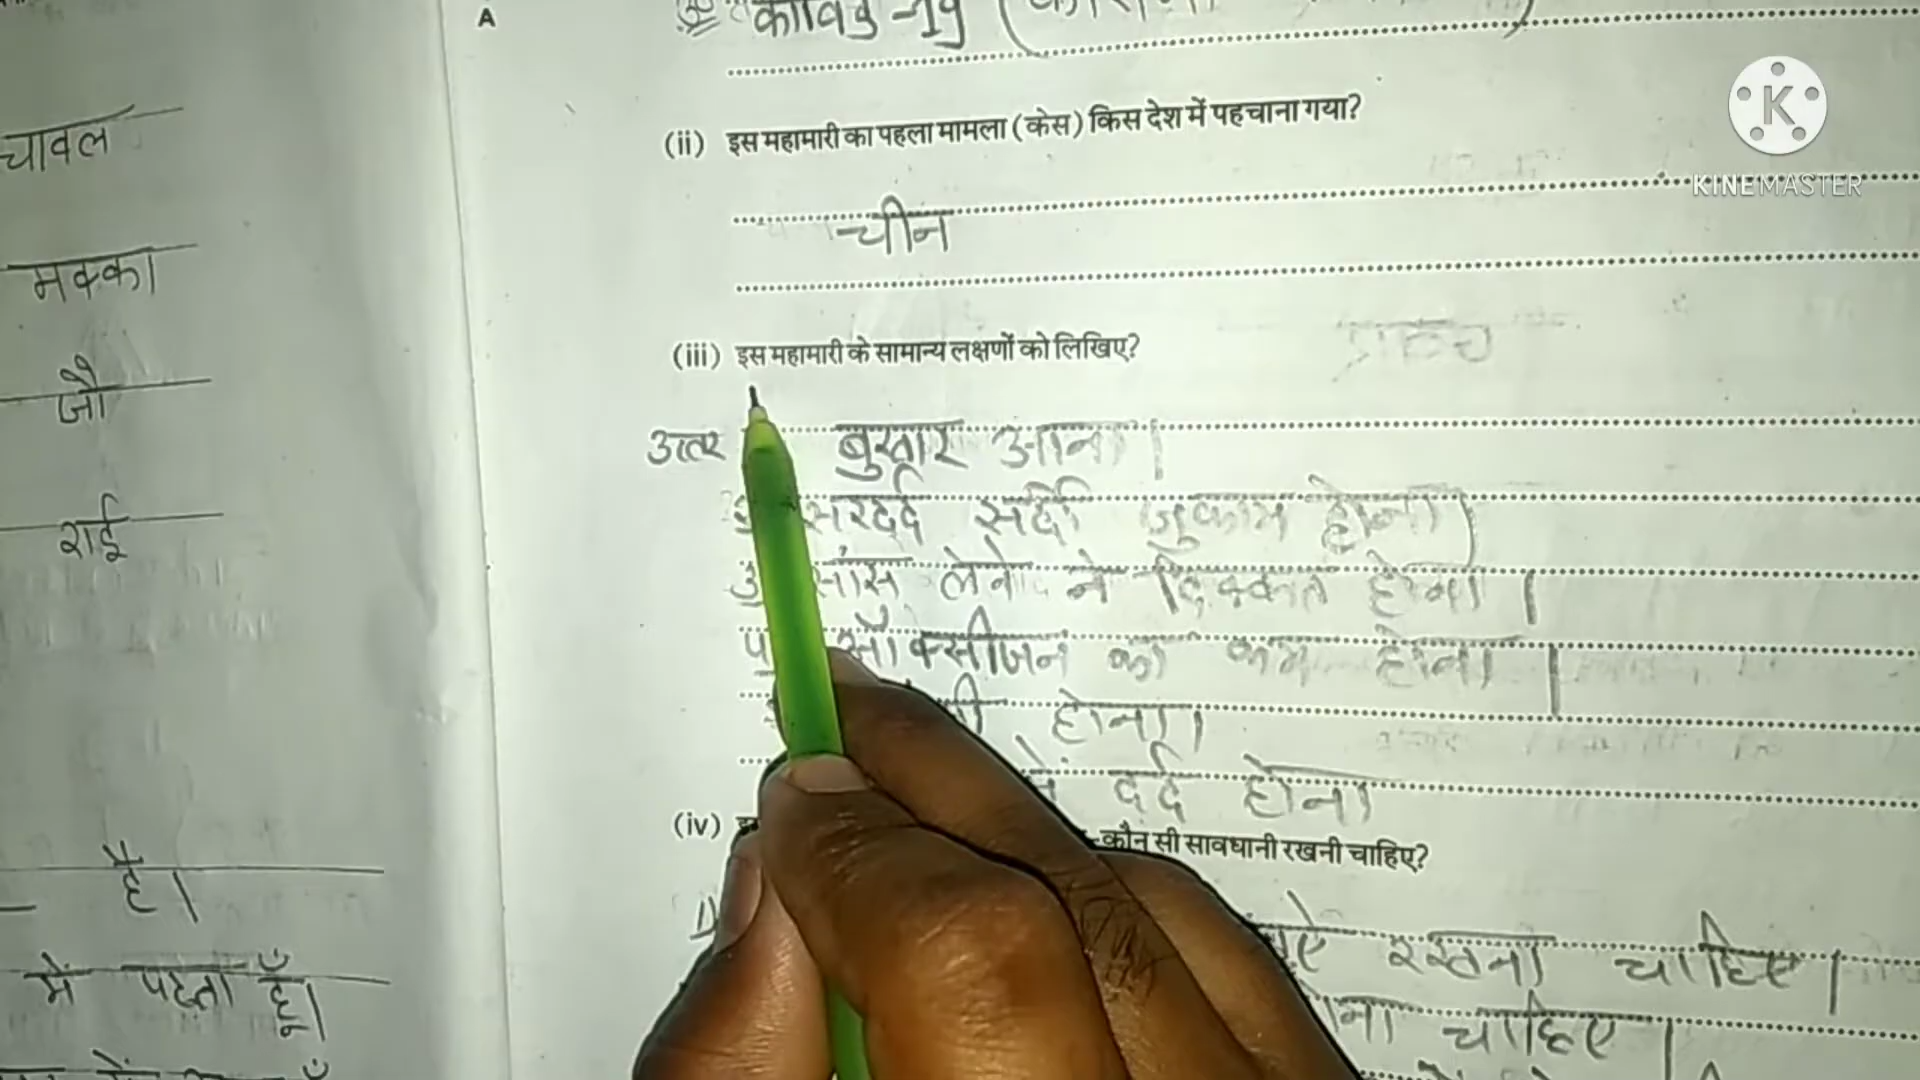 चावल
मक्का
जौ
राई
है।
में पढ़ता हूँ।
A
कोविड-19
(ii) इस महामारी का पहला मामला (केस) किस देश में पहचाना गया?
चीन
(iii) इस महामारी के सामान्य लक्षणों को लिखिए?
उत्तर बुखार आना।
सरदर्द सर्दी जुकाम होना।
3 सांस लेने ने दिक्कत होना।
ऑक्सीजन का कम होना।
होना।
में दर्द होना
(iv) कौन सी सावधानी रखनी चाहिए?
रखना चाहिए।
चाहिए।
K
KINEMASTER